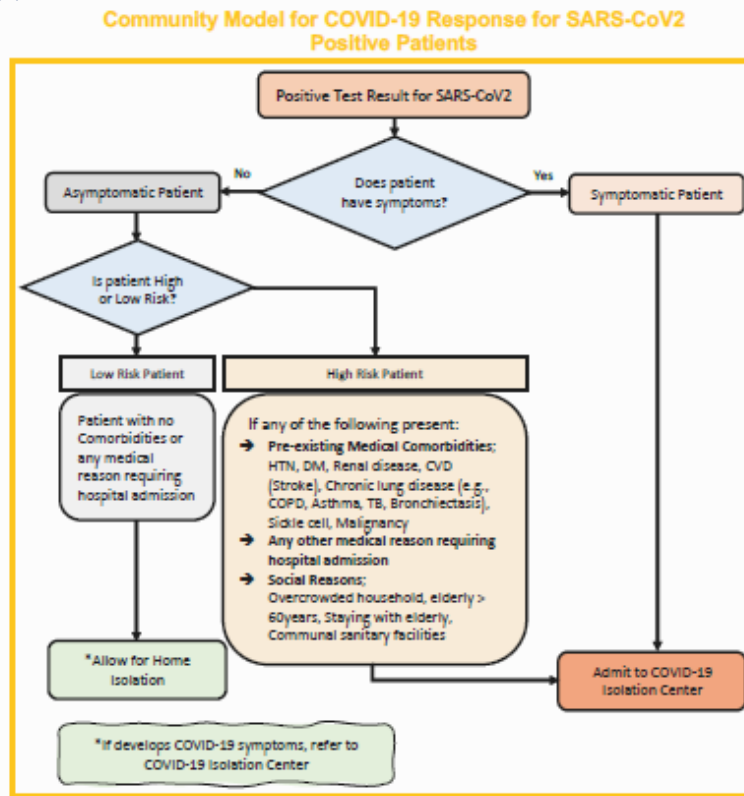 Community Model for COVID-19 Response for SARS-CoV2
Positive Patients
Positive Test Result for SARS-CoV2
Does patient
have symptoms?
No
Yes
Asymptomatic Patient
Symptomatic Patient
Is patient High
or Low Risk?
Low Risk Patient
High Risk Patient
Patient with no
Comorbidities or
any medical
reason requiring
hospital admission
If any of the following present:
➔ Pre-existing Medical Comorbidities;
HTN, DM, Renal disease, CVD
(Stroke), Chronic lung disease (e.g.,
COPD, Asthma, TB, Bronchiectasis),
Sickle cell, Malignancy
➔ Any other medical reason requiring
hospital admission
➔ Social Reasons;
Overcrowded household, elderly >
60years, Staying with elderly,
Communal sanitary facilities
*Allow for Home
Isolation
Admit to COVID-19
Isolation Center
*If develops COVID-19 symptoms, refer to
COVID-19 Isolation Center